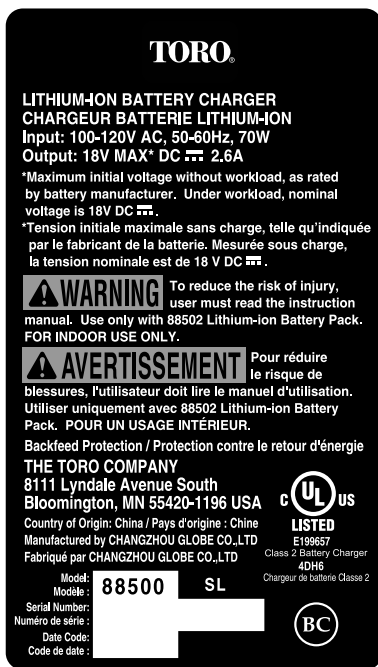 TORO®
LITHIUM-ION BATTERY CHARGER
CHARGEUR BATTERIE LITHIUM-ION
Input: 100-120V AC, 50-60Hz, 70W
Output: 18V MAX* DC ⎓ 2.6A
*Maximum initial voltage without workload, as rated
by battery manufacturer. Under workload, nominal
voltage is 18V DC ⎓.
*Tension initiale maximale sans charge, telle qu'indiquée
par le fabricant de la batterie. Mesurée sous charge,
la tension nominale est de 18 V DC ⎓.
WARNING To reduce the risk of injury,
user must read the instruction
manual. Use only with 88502 Lithium-ion Battery Pack.
FOR INDOOR USE ONLY.
AVERTISSEMENT Pour réduire
le risque de
blessures, l'utilisateur doit lire le manuel d'utilisation.
Utiliser uniquement avec 88502 Lithium-ion Battery
Pack. POUR UN USAGE INTÉRIEUR.
Backfeed Protection / Protection contre le retour d'énergie
THE TORO COMPANY
8111 Lyndale Avenue South
Bloomington, MN 55420-1196 USA
Country of Origin: China / Pays d'origine : Chine
Manufactured by CHANGZHOU GLOBE CO.,LTD
Fabriqué par CHANGZHOU GLOBE CO.,LTD
C UL US
LISTED
E199657
Class 2 Battery Charger
4DH6
Chargeur de batterie Classe 2
Model: 88500 SL
Modèle :
Serial Number:
Numéro de série :
Date Code:
Code de date :
BC